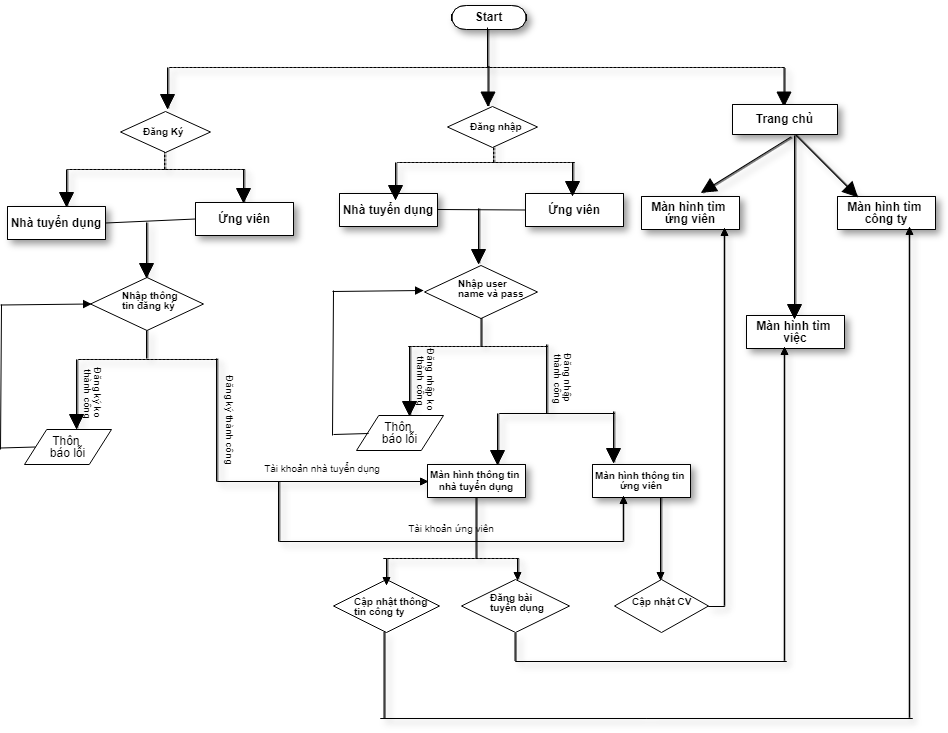 Start
Đăng Ký
Đăng nhập
Trang chủ
Nhà tuyển dụng
Ứng viên
Nhà tuyển dụng
Ứng viên
Màn hình tìm
ứng viên
Màn hình tìm
công ty
Nhập thông
tin đăng ký
Nhập user
name và pass
Màn hình tìm
việc
Đăng ký ko
thành công
Đăng ký thành công
Đăng nhập ko
thành công
Đăng nhập
thành công
Thôn
báo lỗi
Thôn
báo lỗi
Tài khoản nhà tuyển dụng
Màn hình thông tin
nhà tuyển dụng
Màn hình thông tin
ứng viên
Tài khoản ứng viên
Cập nhật thông
tin công ty
Đăng bài
tuyển dụng
Cập nhật CV